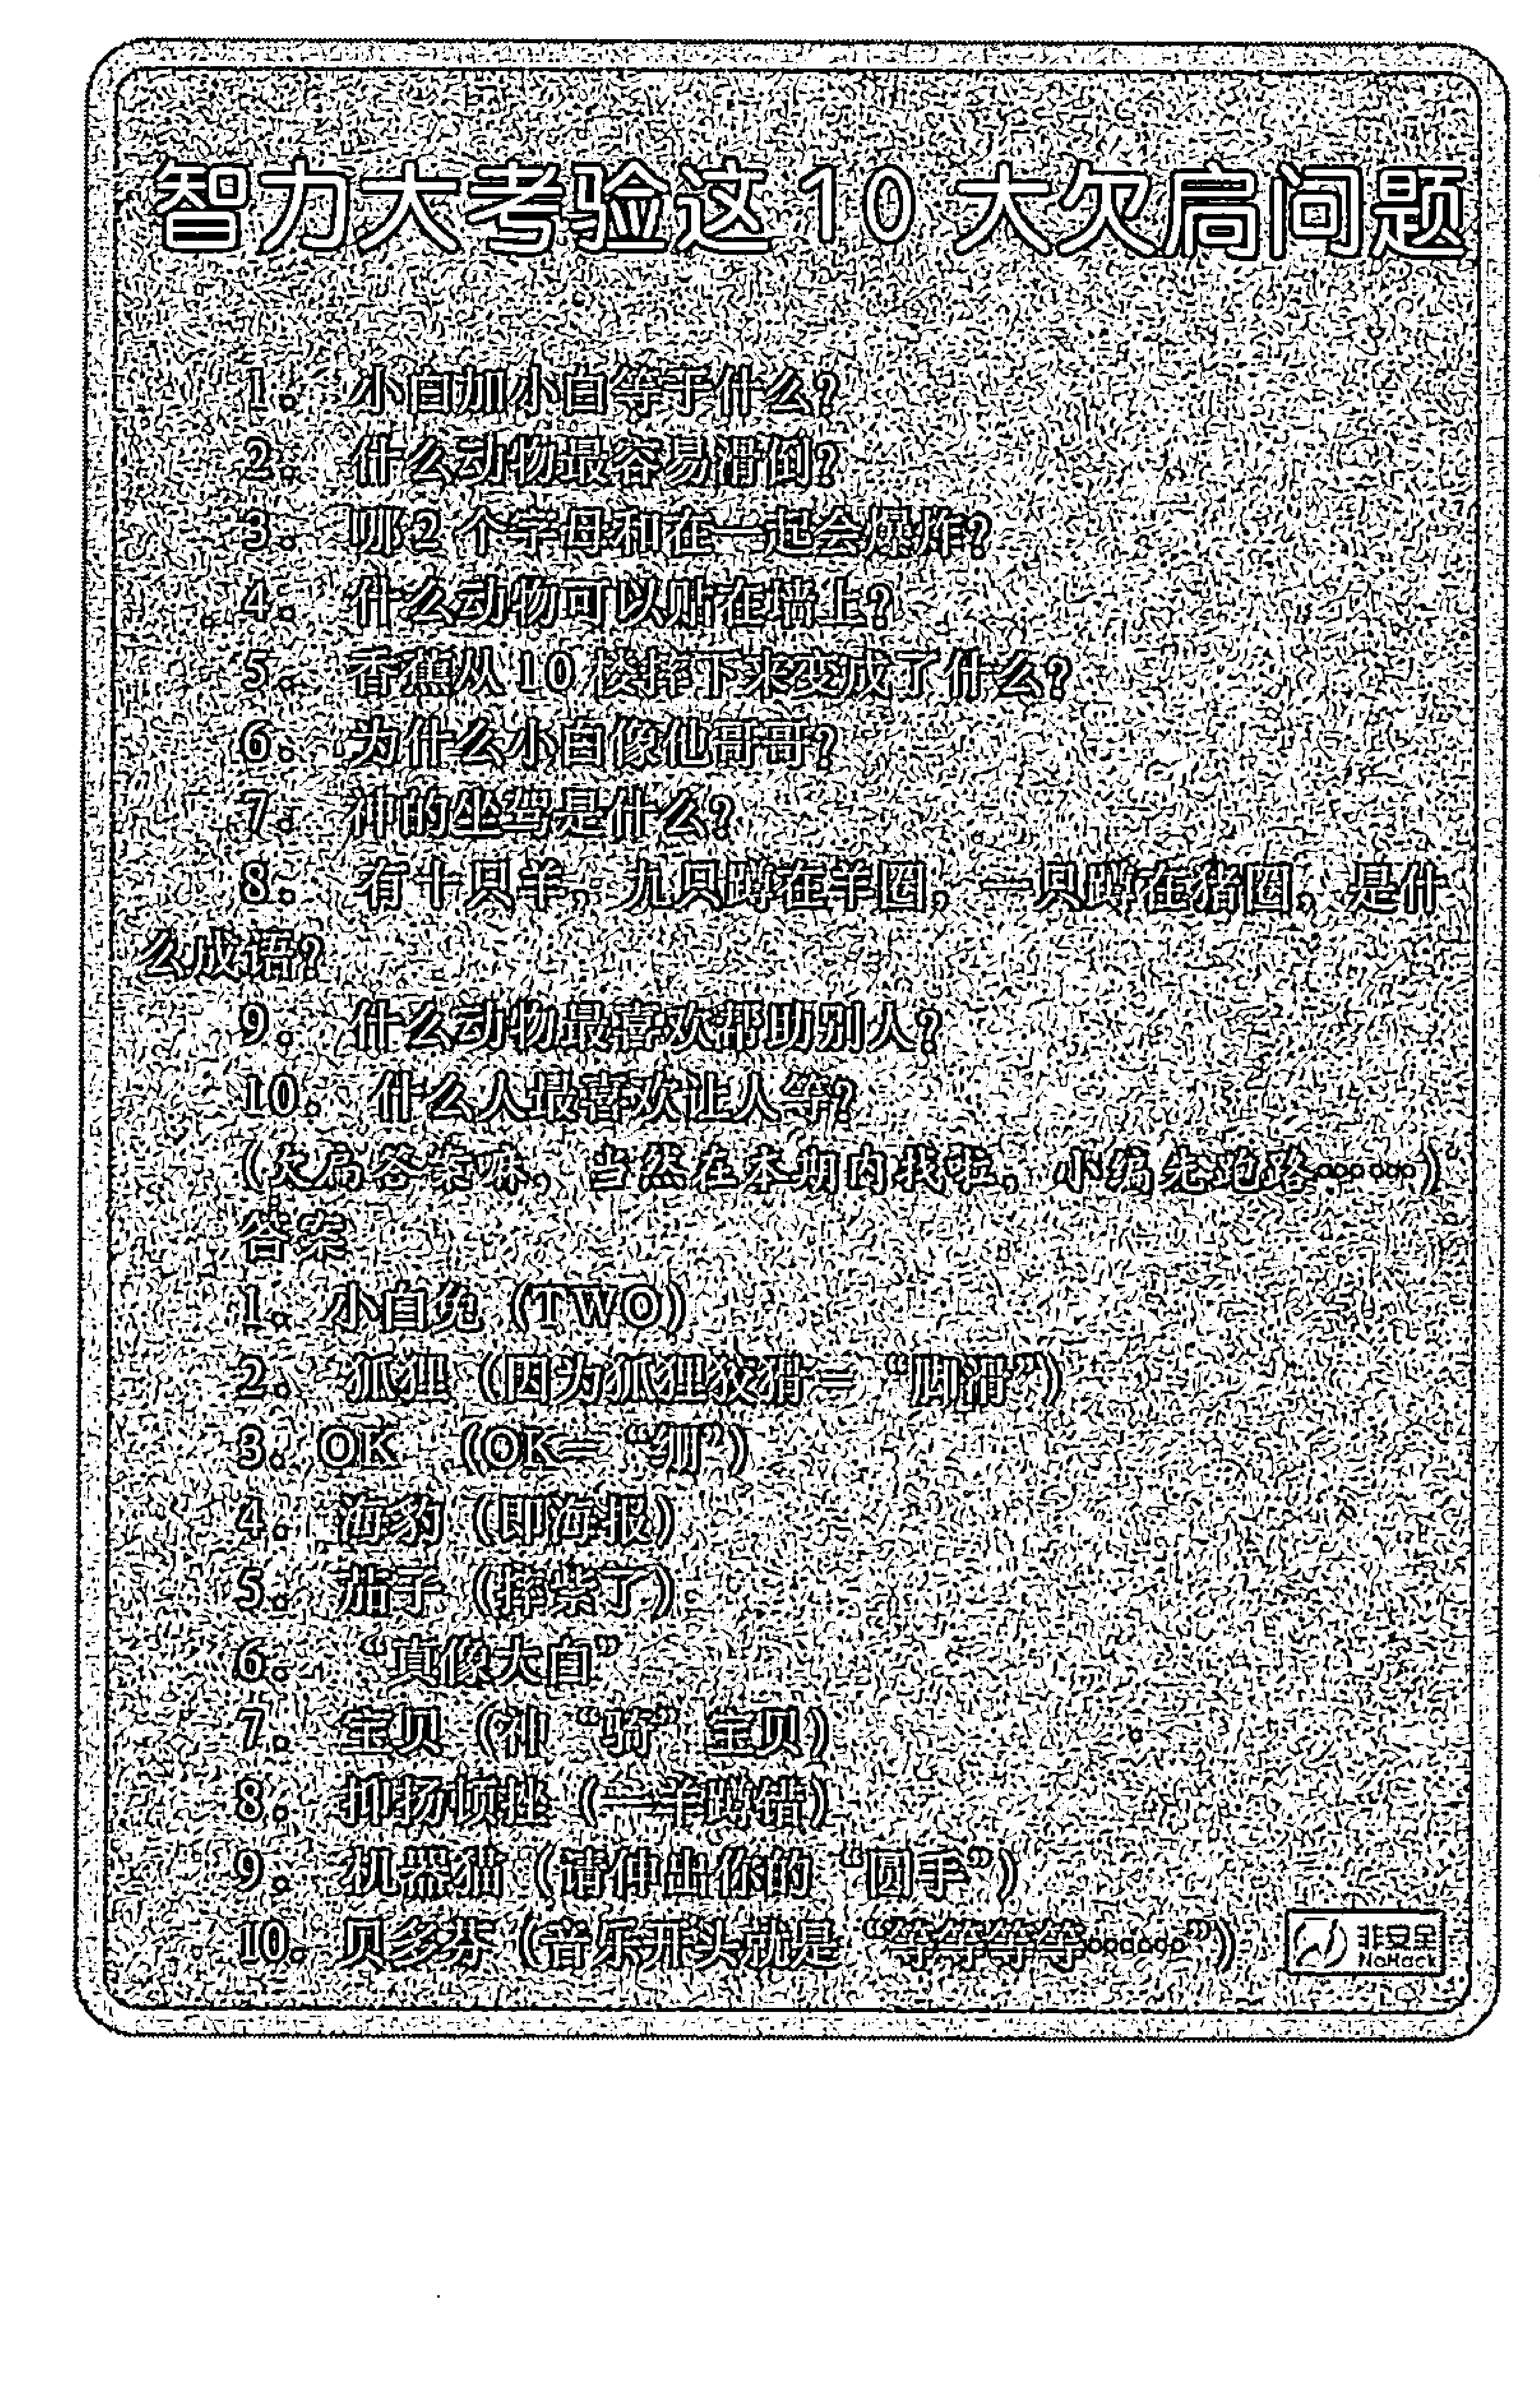 智力大考验这10大欠扁问题
1。 小白加小白等于什么?
2。 什么动物最容易滑倒?
3。 哪2个字母和在一起会爆炸?
4。 什么动物可以贴在墙上?
5。 香蕉从10楼摔下来变成了什么?
6。 为什么小白像他哥哥?
7。 神的坐驾是什么?
8。 有十只羊，九只蹲在羊圈，一只蹲在猪圈，是什
么成语?
9。 什么动物最喜欢帮助别人?
10。 什么人最喜欢让人等?
(欠扁答案嘛，当然在本期内找啦，小编先跑路。。。。。。)
答案
1。小白兔（TWO）
2。 狐狸（因为狐狸狡猾＝“脚滑”）
3。OK （OK＝“”）
4。 海豹（即海报）
5。 茄子（摔紫了）
6。 “真像大白”
7。 宝贝（神“骑”宝贝）
8。 抑扬顿挫（一羊蹲错）
9。 机器猫（请伸出你的“圆手”）
10。贝多芬（音乐开头就是“等等等等。。。。。。”）
非安全
NoHack